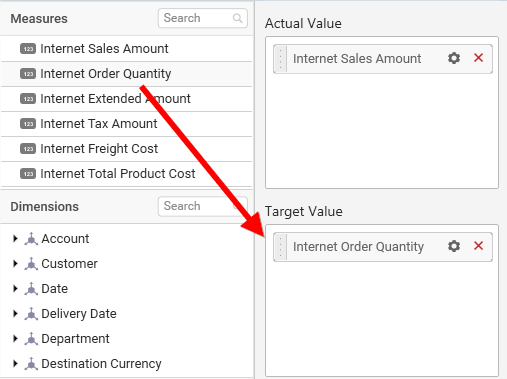 Measures
Search
123 Internet Sales Amount
123 Internet Order Quantity
123 Internet Extended Amount
123 Internet Tax Amount
123 Internet Freight Cost
123 Internet Total Product Cost
Dimensions
Search
Account
Customer
Date
Delivery Date
Department
Destination Currency
Actual Value
Internet Sales Amount
Target Value
Internet Order Quantity